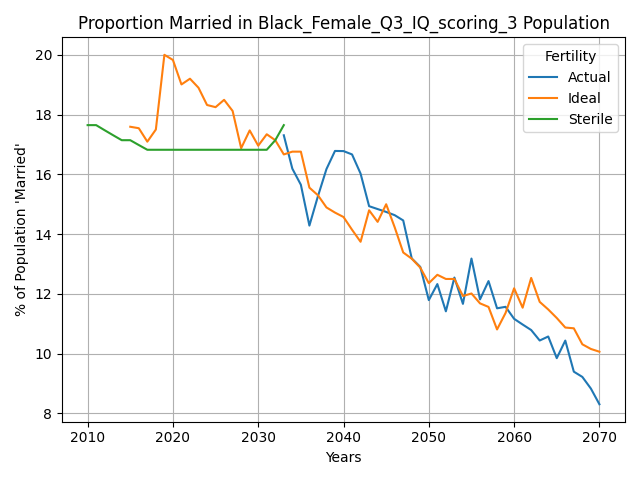 Proportion Married in Black_Female_Q3_IQ_scoring_3 Population
% of Population 'Married'
20
18
16
14
12
10
8
Fertility
Actual
Ideal
Sterile
2010 2020 2030 2040 2050 2060 2070
Years